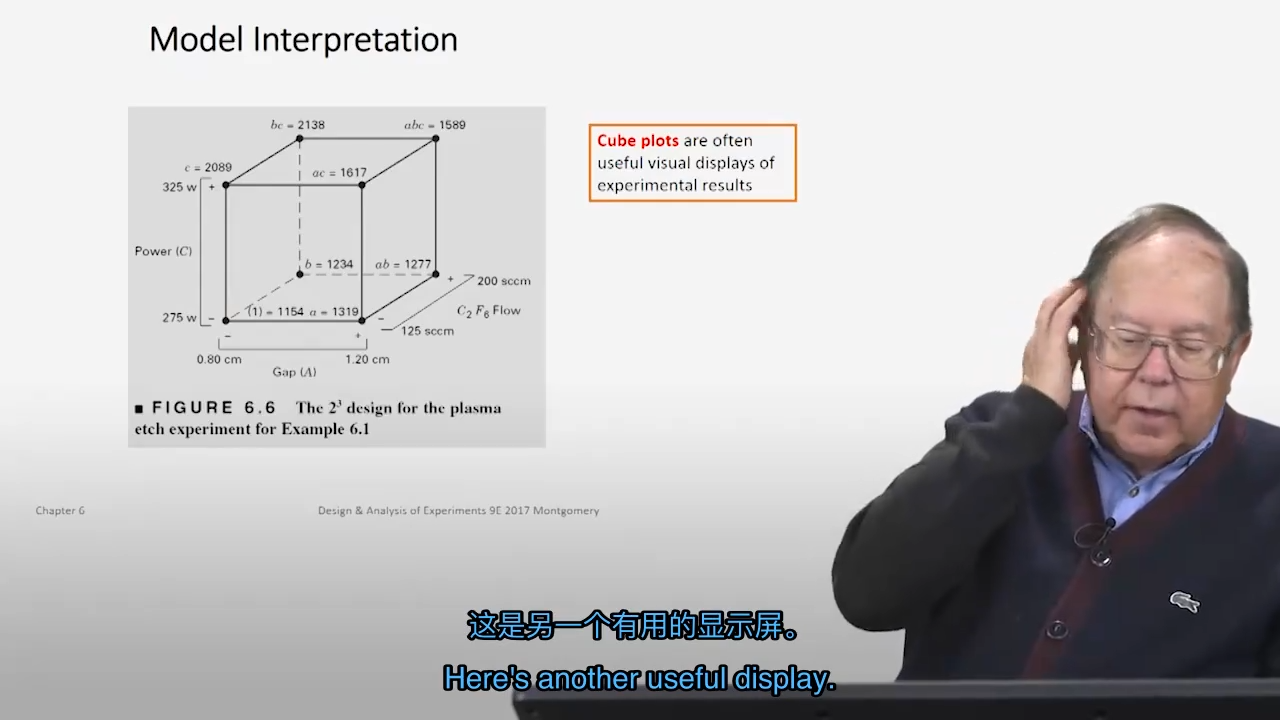 Model Interpretation
bc = 2138
abc = 1589
c = 2089
ac = 1617
325 w
+
Cube plots are often
useful visual displays of
experimental results
Power (C)
b = 1234
ab = 1277
+
200 sccm
C2 F6 Flow
275 w
−
(1) = 1154
a = 1319
−
125 sccm
−
+
0.80 cm
1.20 cm
Gap (A)
■ FIGURE 6.6 The 2³ design for the plasma
etch experiment for Example 6.1
Chapter 6
Design & Analysis of Experiments 9E 2017 Montgomery
这是另一个有用的显示屏。
Here's another useful display.